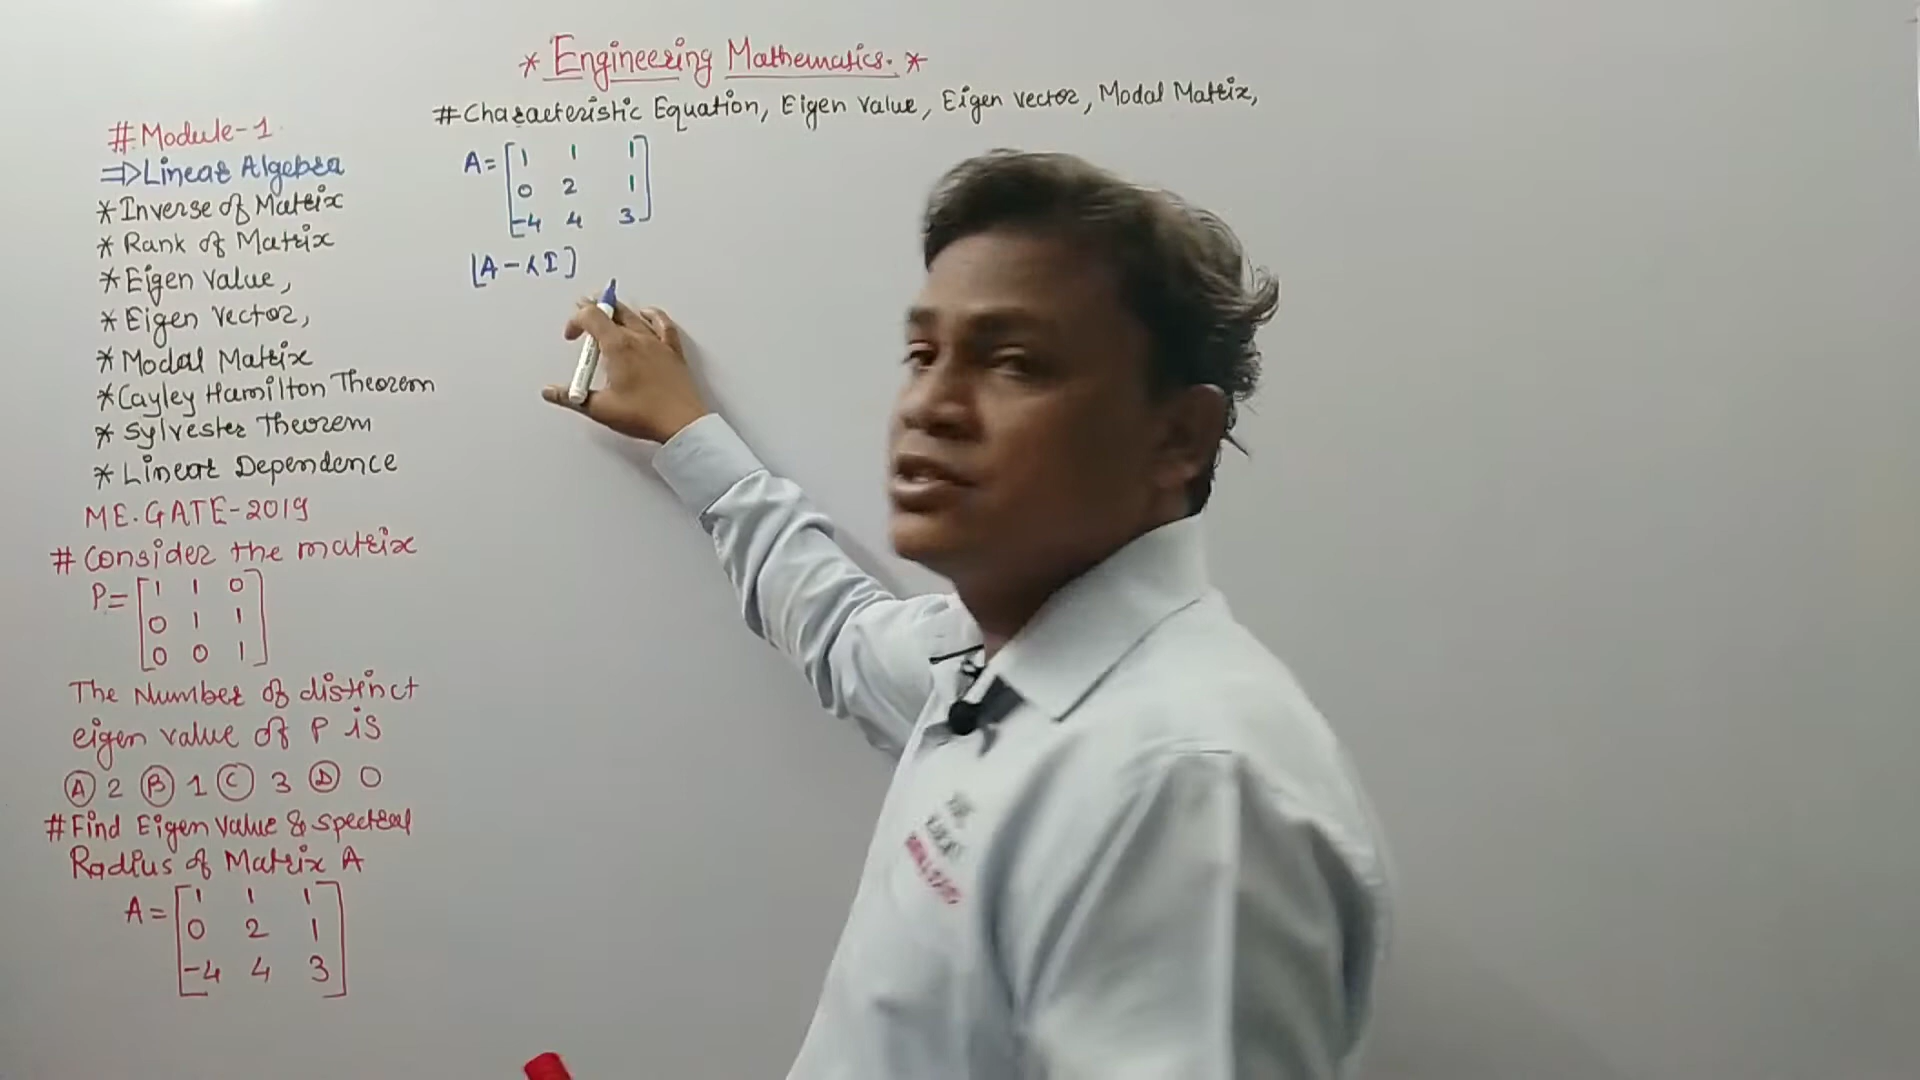 * Engineering Mathematics. *
# Characteristic Equation, Eigen value, Eigen vector, Modal Matrix,
# Module-1
⇒ Linear Algebra
* Inverse of Matrix
* Rank of Matrix
* Eigen value,
* Eigen vector,
* Modal Matrix
* Cayley Hamilton Theorem
* Sylvester Theorem
* Linear Dependence
ME. GATE-2019
# Consider the matrix
P= [1 1 0
0 1 1
0 0 1]
The Number of distinct
eigen value of P is
(A) 2 (B) 1 (C) 3 (D) 0
# Find Eigen value & spectral
Radius of Matrix A
A= [1 1 1
0 2 1
-4 4 3]
A= [1 1 1
0 2 1
-4 4 3]
[A-λI]